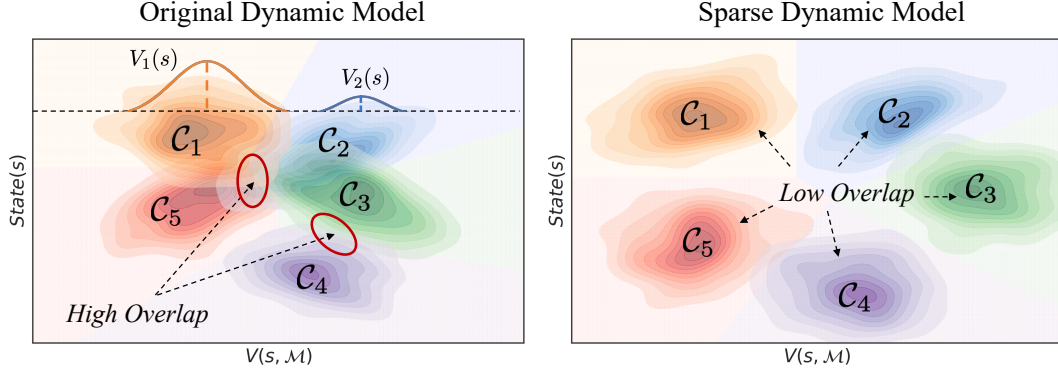 Original Dynamic Model
V₁(s)
V₂(s)
C₁
C₂
C₃
C₅
C₄
High Overlap
State(s)
V(s, M)
Sparse Dynamic Model
C₁
C₂
C₃
Low Overlap
C₅
C₄
State(s)
V(s, M)